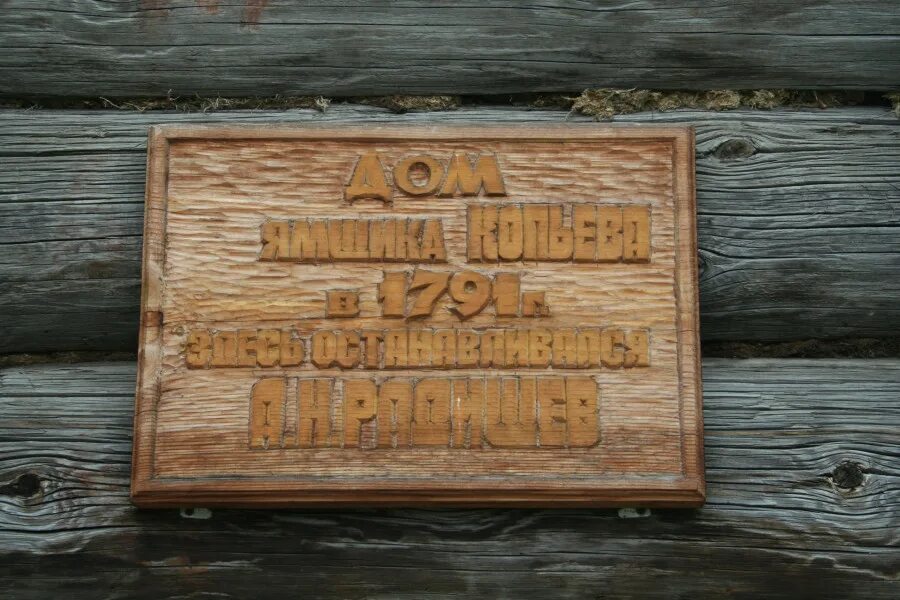 ДОМ
ЯМЩИКА КОПЬЕВА
в 1791 г.
ЗДЕСЬ ОСТАНАВЛИВАЛСЯ
А.Н.РАДИЩЕВ